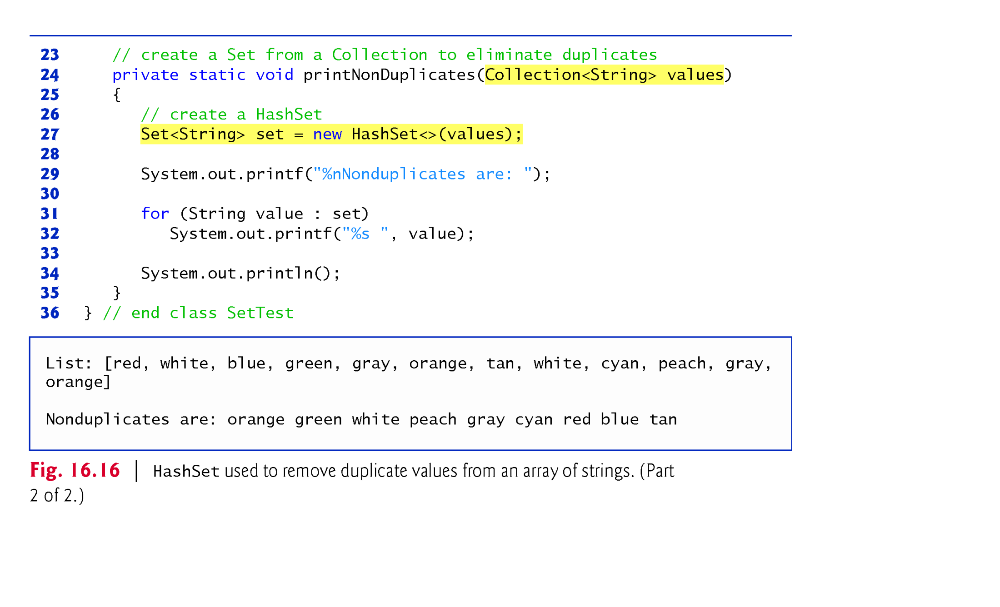 23 // create a Set from a Collection to eliminate duplicates
24 private static void printNonDuplicates(Collection<String> values)
25 {
26 // create a HashSet
27 Set<String> set = new HashSet<>(values);
28
29 System.out.printf("%nNonduplicates are: ");
30
31 for (String value : set)
32 System.out.printf("%s ", value);
33
34 System.out.println();
35 }
36 } // end class SetTest
List: [red, white, blue, green, gray, orange, tan, white, cyan, peach, gray,
orange]
Nonduplicates are: orange green white peach gray cyan red blue tan
Fig. 16.16 | HashSet used to remove duplicate values from an array of strings. (Part
2 of 2.)